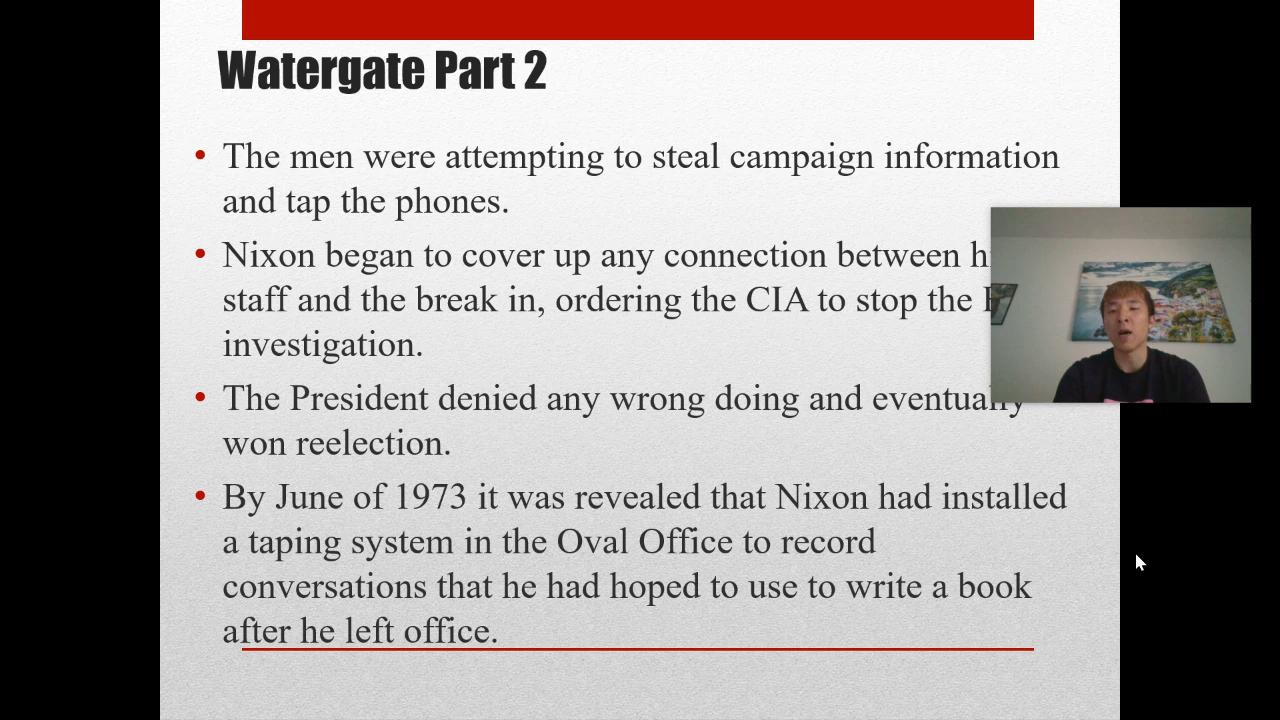 Watergate Part 2
• The men were attempting to steal campaign information
and tap the phones.
• Nixon began to cover up any connection between
staff and the break in, ordering the CIA to stop the
investigation.
• The President denied any wrong doing and eventually
won reelection.
• By June of 1973 it was revealed that Nixon had installed
a taping system in the Oval Office to record
conversations that he had hoped to use to write a book
after he left office.